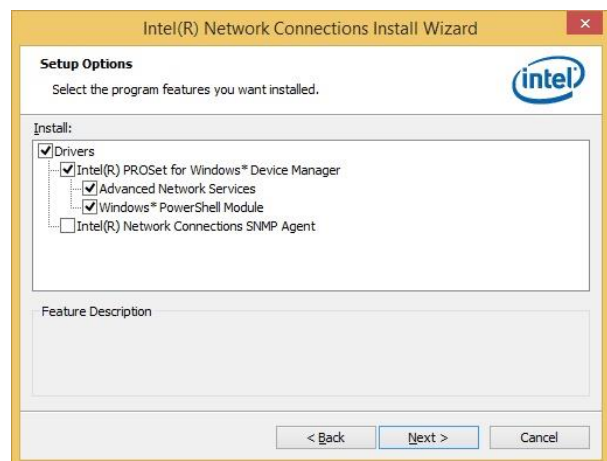 Intel(R) Network Connections Install Wizard
Setup Options
Select the program features you want installed.
intel
Install:
Drivers
Intel(R) PROSet for Windows* Device Manager
Advanced Network Services
Windows* PowerShell Module
Intel(R) Network Connections SNMP Agent
Feature Description
< Back
Next >
Cancel